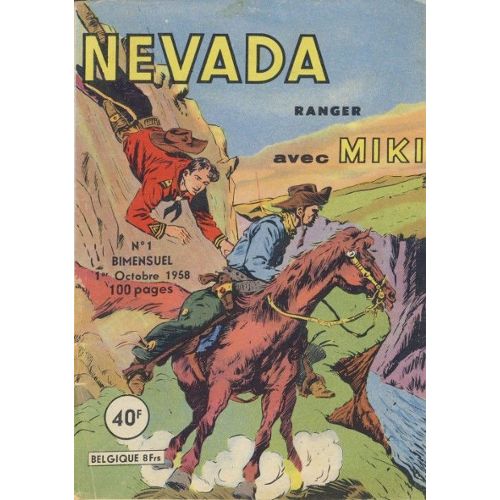 NEVADA
RANGER
avec MIKI
N°1
BIMENSUEL
1er Octobre 1958
100 pages
40F
BELGIQUE 8Frs